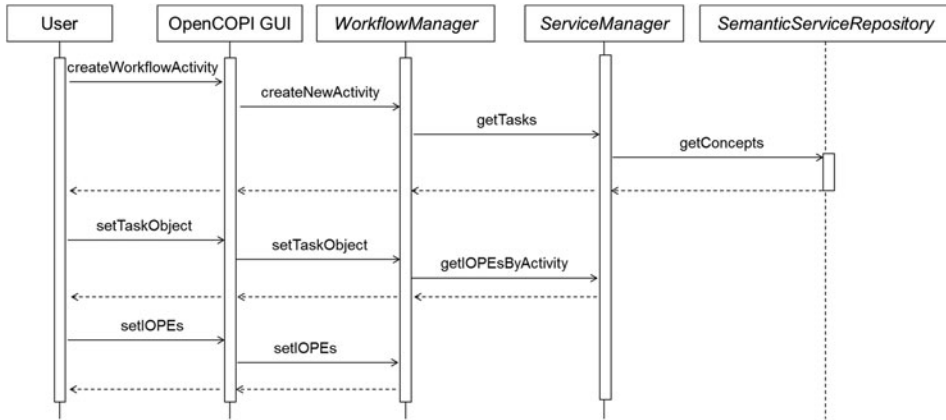 User
OpenCOPI GUI
WorkflowManager
ServiceManager
SemanticServiceRepository
createWorkflowActivity
createNewActivity
getTasks
getConcepts
setTaskObject
setTaskObject
getIOPEsByActivity
setIOPEs
setIOPEs